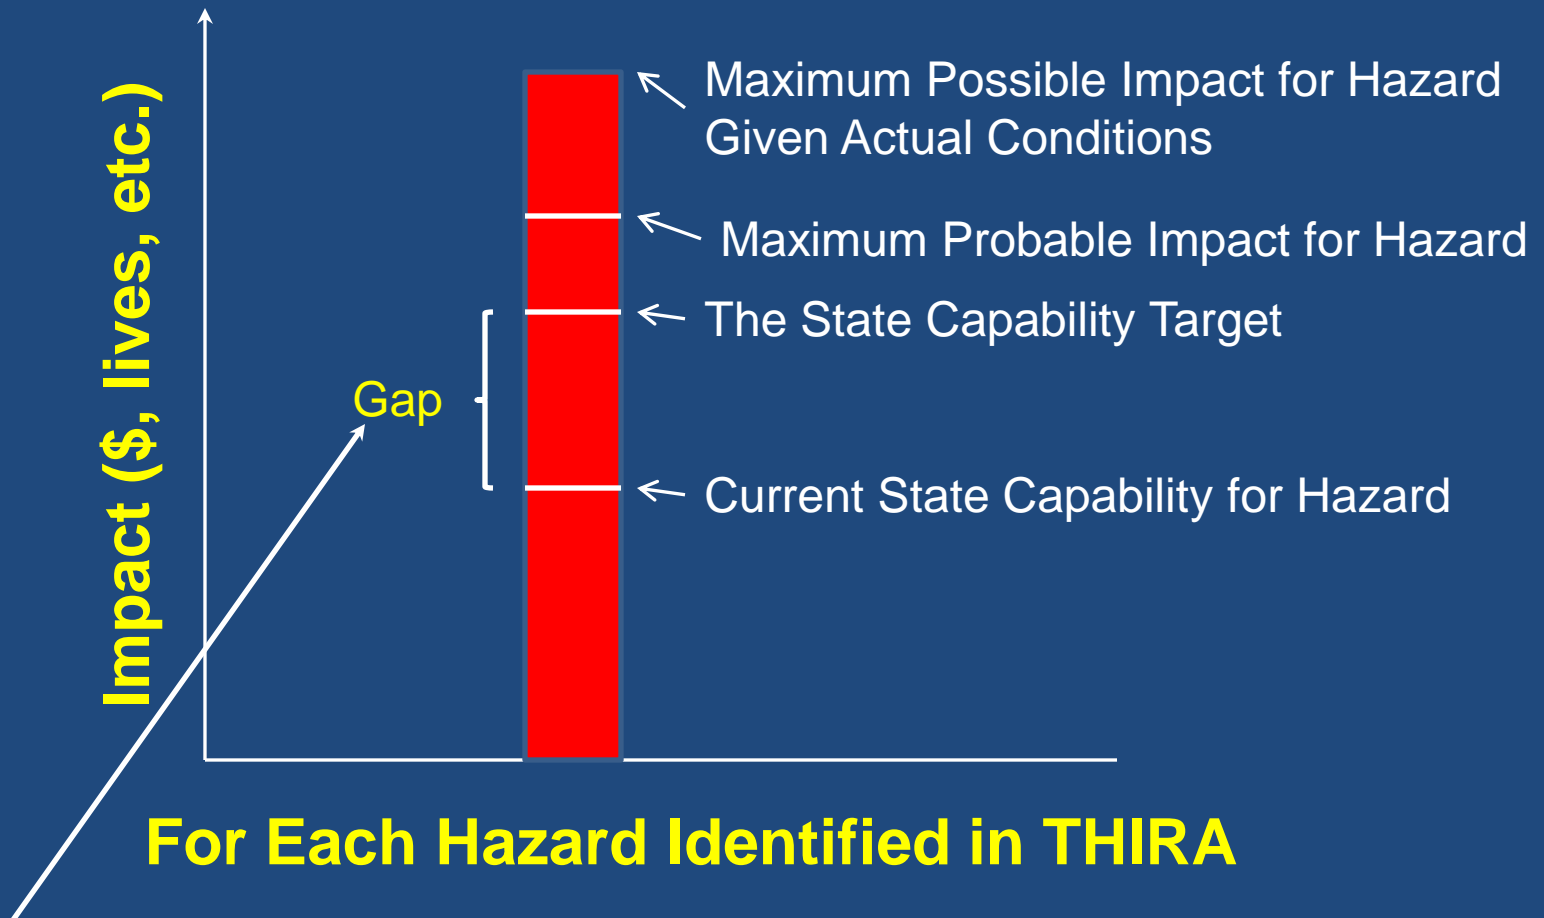 Impact ($, lives, etc.)
Maximum Possible Impact for Hazard
Given Actual Conditions
Maximum Probable Impact for Hazard
The State Capability Target
Gap
Current State Capability for Hazard
For Each Hazard Identified in THIRA